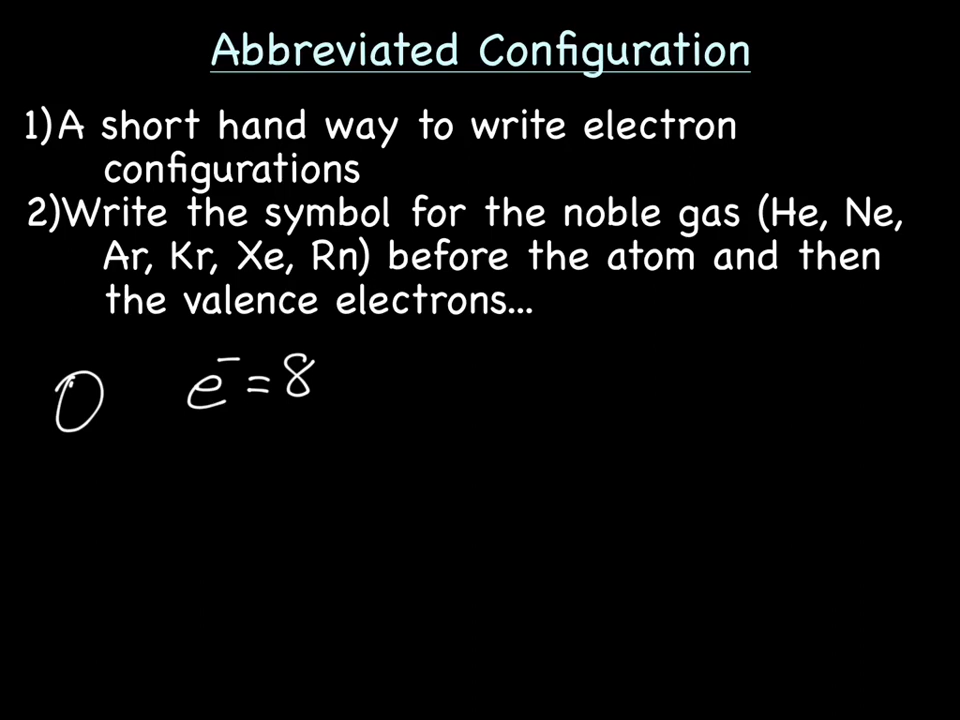 Abbreviated Configuration
1)A short hand way to write electron
configurations
2)Write the symbol for the noble gas (He, Ne,
Ar, Kr, Xe, Rn) before the atom and then
the valence electrons...
O e⁻ = 8